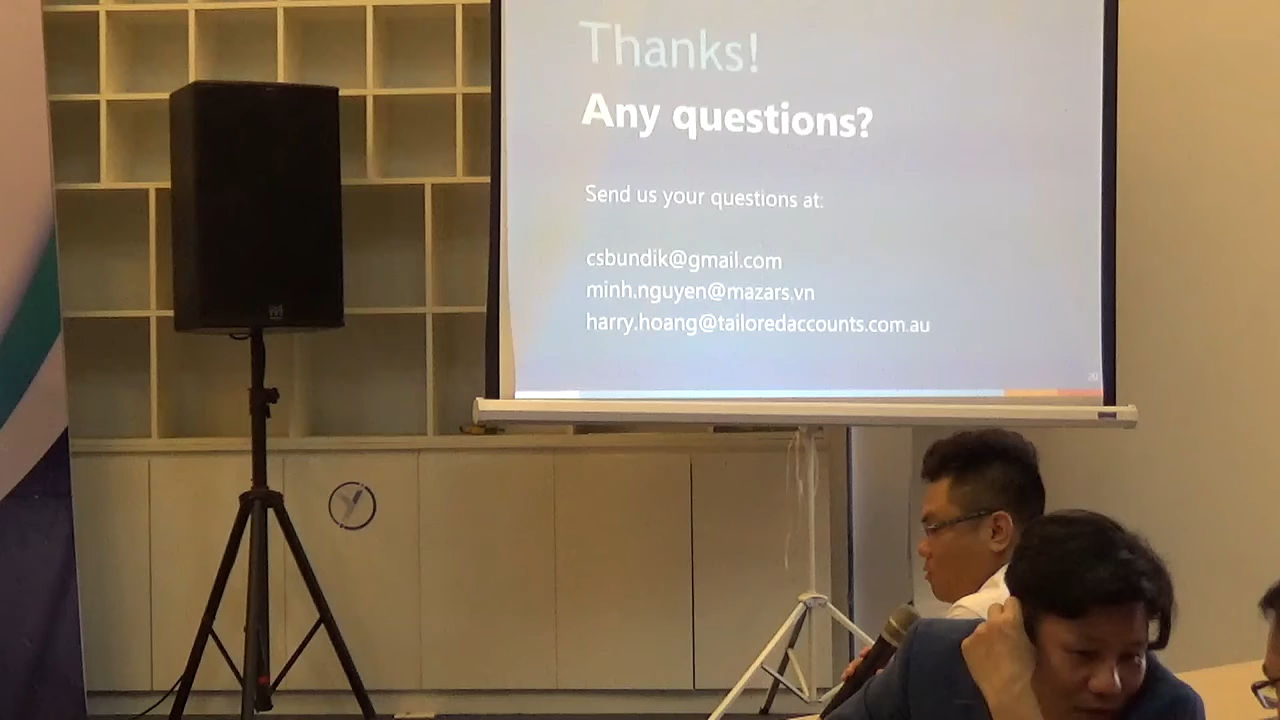 Thanks!
Any questions?
Send us your questions at:
csbundik@gmail.com
minh.nguyen@mazars.vn
harry.hoang@tailoredaccounts.com.au